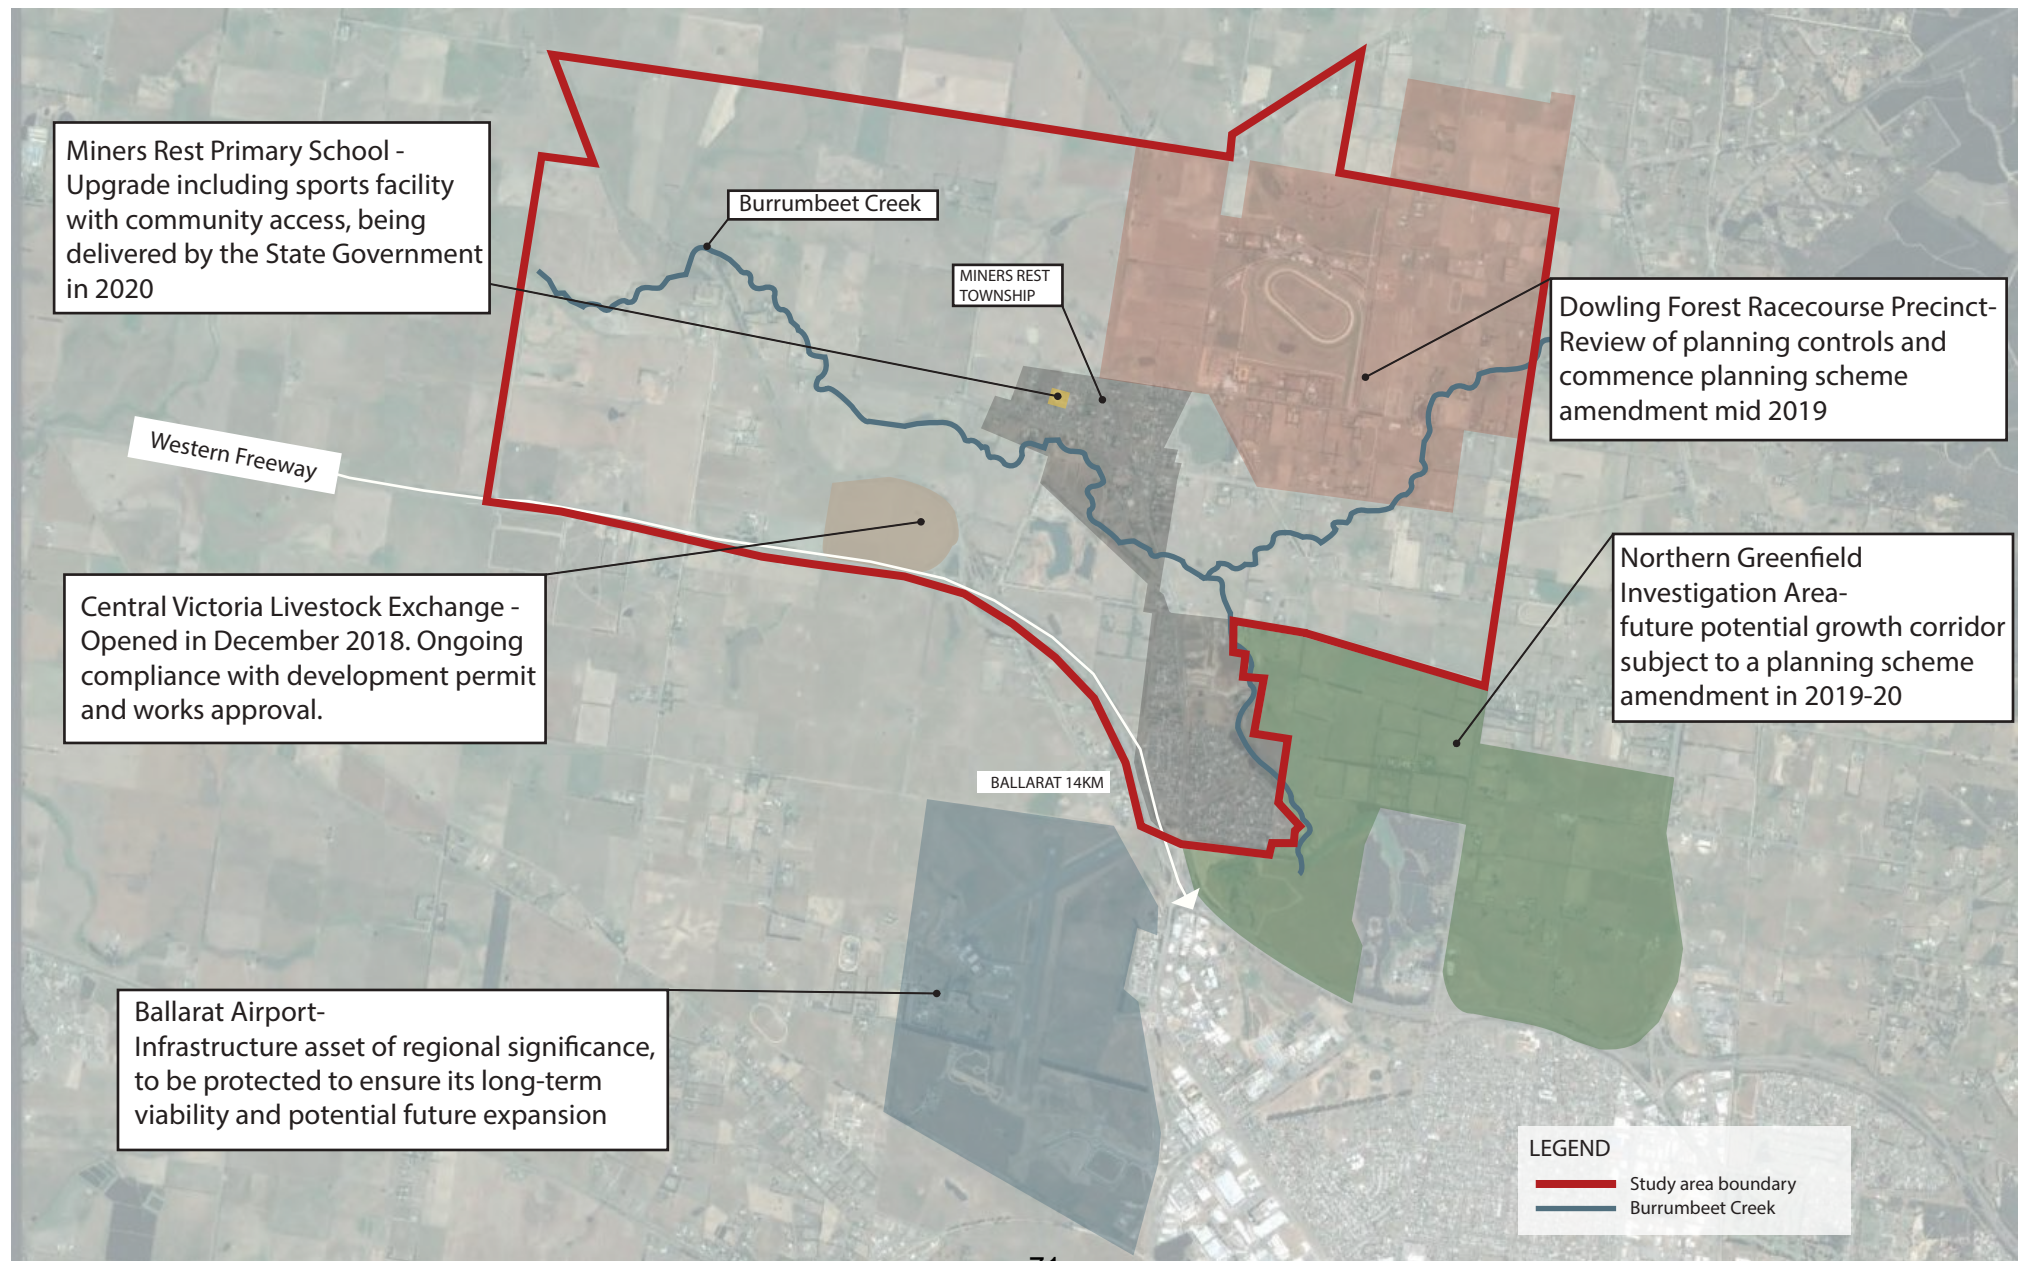 Miners Rest Primary School -
Upgrade including sports facility
with community access, being
delivered by the State Government
in 2020
Burrumbeet Creek
MINERS REST
TOWNSHIP
Dowling Forest Racecourse Precinct-
Review of planning controls and
commence planning scheme
amendment mid 2019
Western Freeway
Central Victoria Livestock Exchange -
Opened in December 2018. Ongoing
compliance with development permit
and works approval.
Northern Greenfield
Investigation Area-
future potential growth corridor
subject to a planning scheme
amendment in 2019-20
BALLARAT 14KM
Ballarat Airport-
Infrastructure asset of regional significance,
to be protected to ensure its long-term
viability and potential future expansion
LEGEND
Study area boundary
Burrumbeet Creek